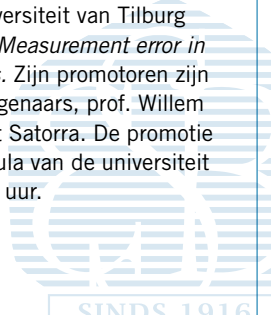 versiteit van Tilburg
Measurement error in
Zijn promotoren zijn
genaars, prof. Willem
t Satorra. De promotie
ula van de universiteit
uur.
SINDS 1916